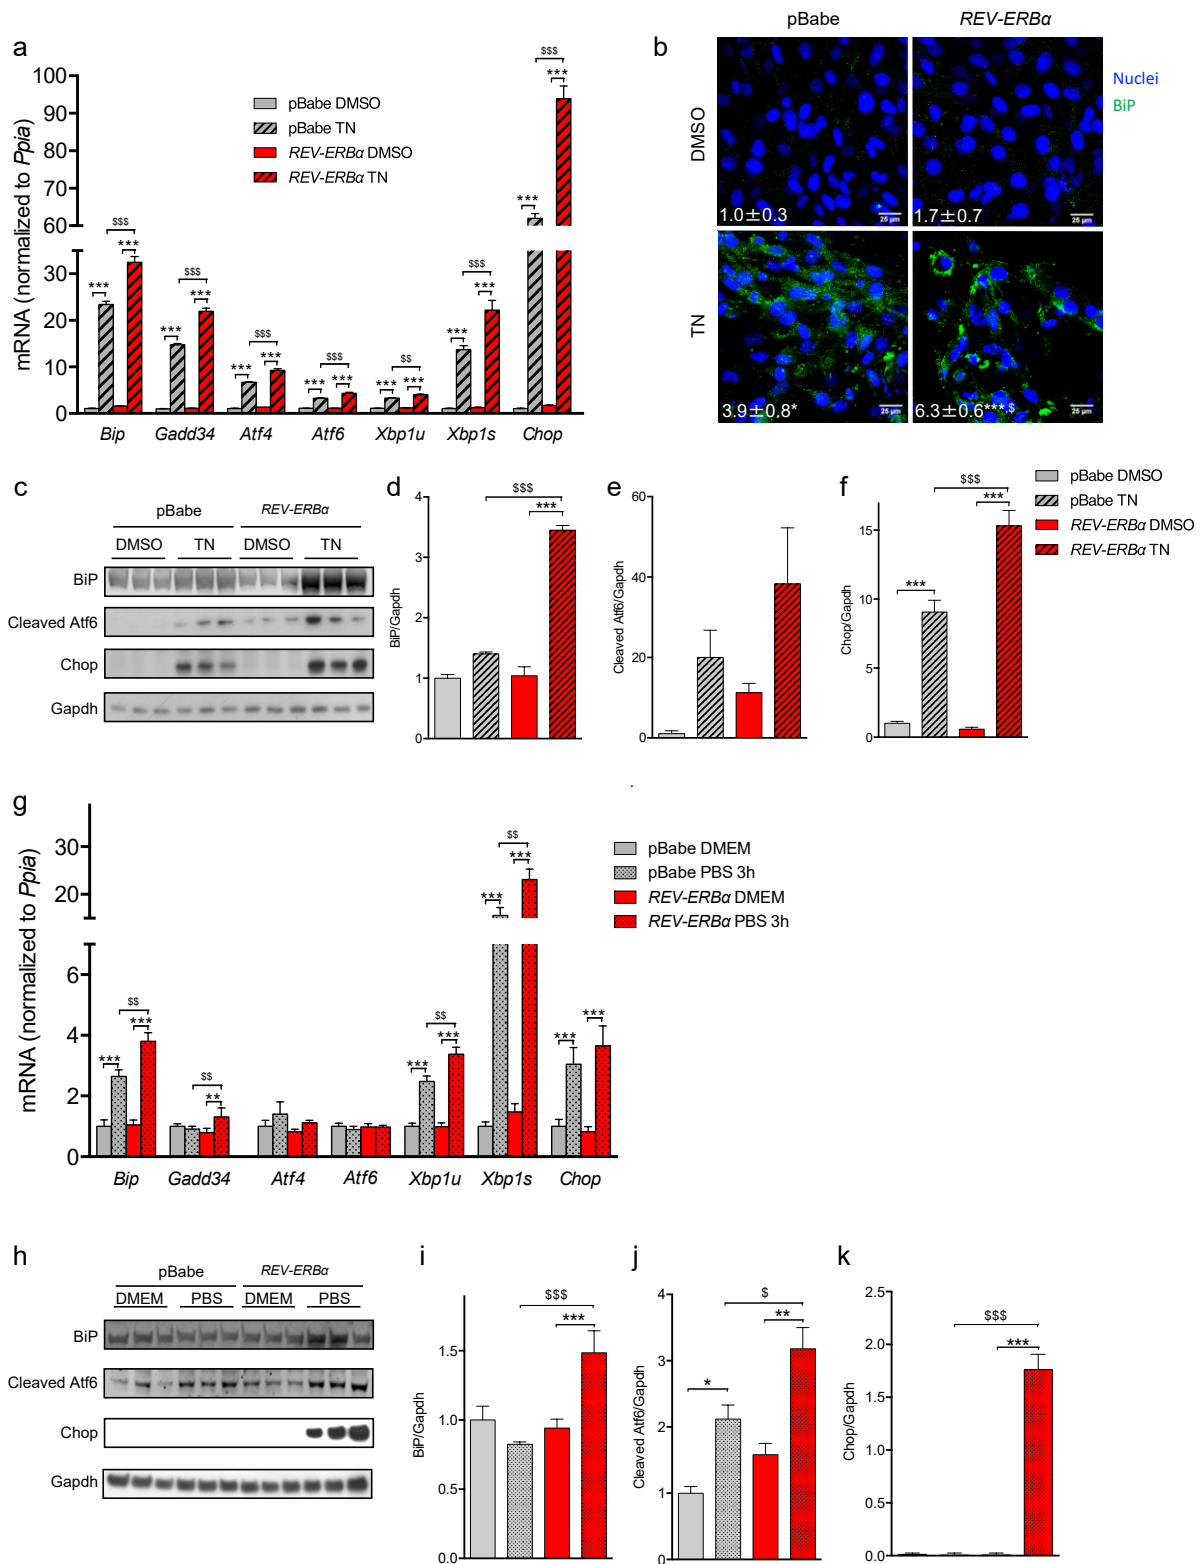 pBabe
REV-ERBα
a
b
mRNA (normalized to Ppia)
100
90
80
70
60
30
20
10
0
pBabe DMSO
pBabe TN
REV-ERBα DMSO
REV-ERBα TN
*** *** $$$
*** *** $$$
*** *** $$$
*** *** $$$
*** *** $$
*** *** $$$
*** *** $$$
Bip Gadd34 Atf4 Atf6 Xbp1u Xbp1s Chop
DMSO
TN
Nuclei
BiP
1.0±0.3
25 µm
1.7±0.7
25 µm
3.9±0.8*
25 µm
6.3±0.6***,$
25 µm
c
pBabe REV-ERBα
DMSO TN DMSO TN
BiP
Cleaved Atf6
Chop
Gapdh
d
BiP/Gapdh
4
3
2
1
0
$$$
***
e
Cleaved Atf6/Gapdh
60
40
20
0
f
Chop/Gapdh
15
10
5
0
***
$$$
***
pBabe DMSO
pBabe TN
REV-ERBα DMSO
REV-ERBα TN
g
mRNA (normalized to Ppia)
30
20
6
4
2
0
pBabe DMEM
pBabe PBS 3h
REV-ERBα DMEM
REV-ERBα PBS 3h
*** *** $$
** $$
*** *** $$
*** *** $$
*** ***
Bip Gadd34 Atf4 Atf6 Xbp1u Xbp1s Chop
h
pBabe REV-ERBα
DMEM PBS DMEM PBS
BiP
Cleaved Atf6
Chop
Gapdh
i
BiP/Gapdh
1.5
1.0
0.5
0.0
$$$
***
j
Cleaved Atf6/Gapdh
4
3
2
1
0
*
$
**
k
Chop/Gapdh
2.5
2.0
1.5
1.0
0.5
0.0
$$$
***